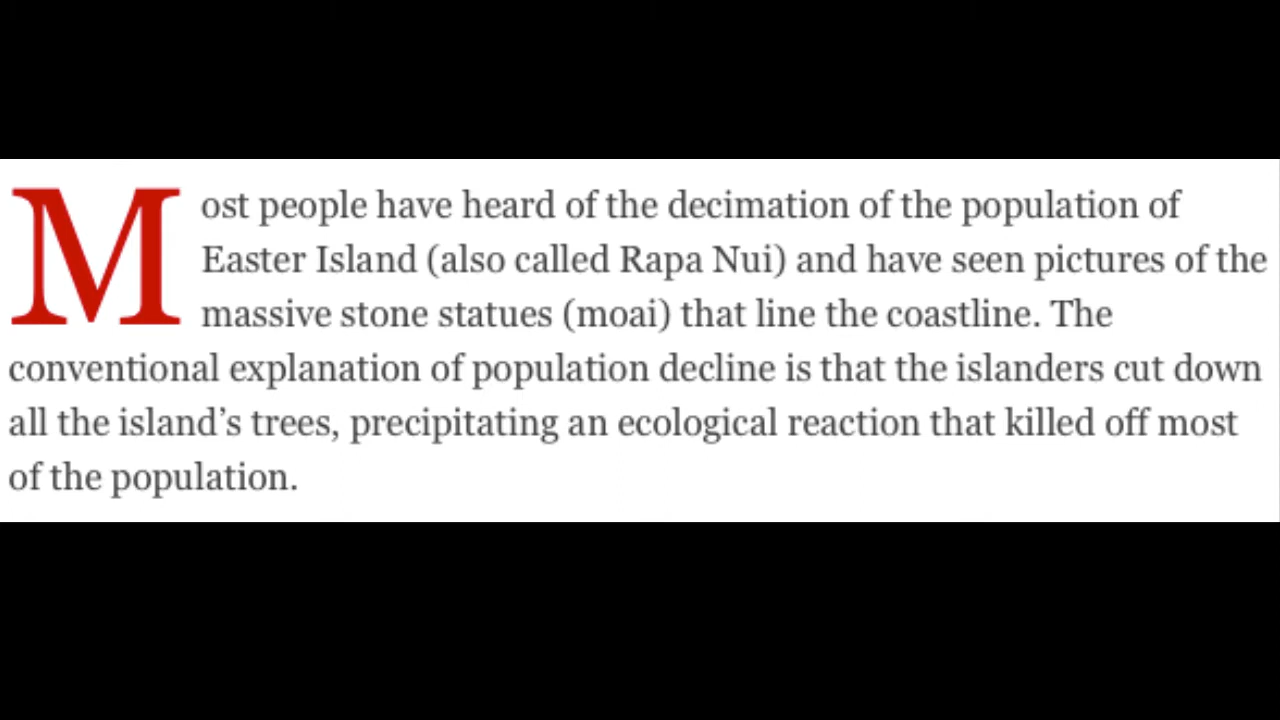 Most people have heard of the decimation of the population of
Easter Island (also called Rapa Nui) and have seen pictures of the
massive stone statues (moai) that line the coastline. The
conventional explanation of population decline is that the islanders cut down
all the island’s trees, precipitating an ecological reaction that killed off most
of the population.